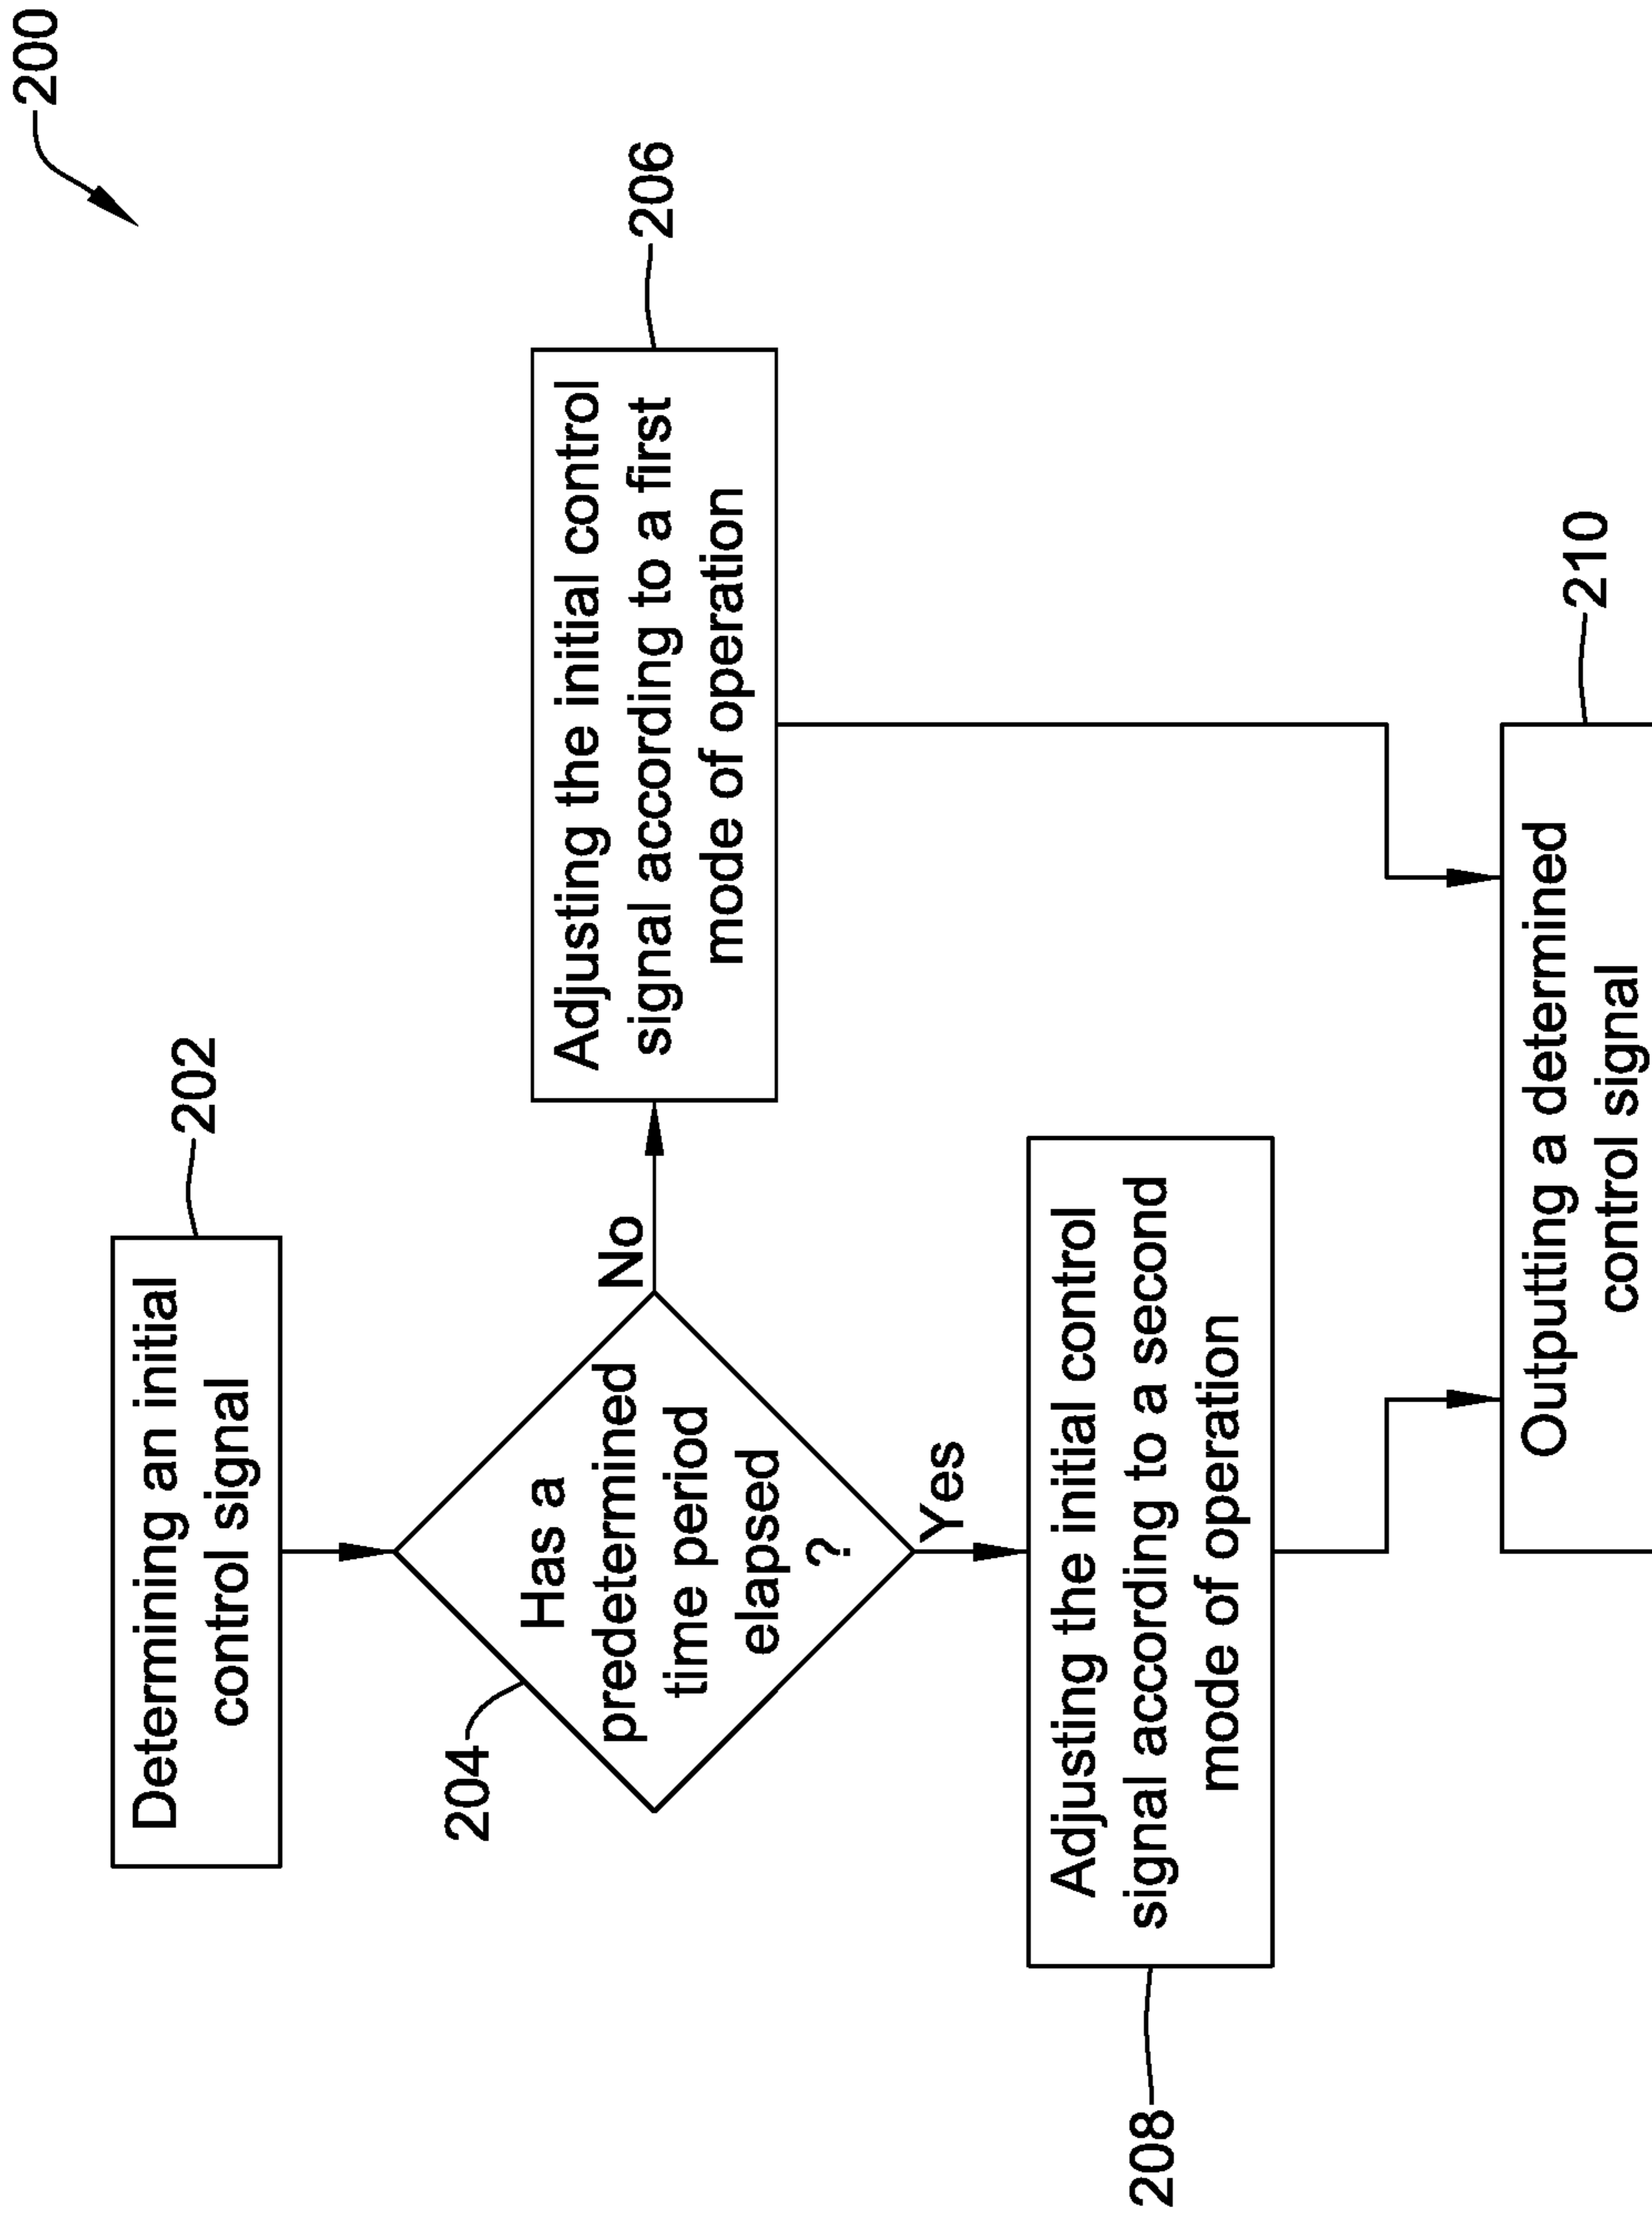 200
202
Determining an initial
control signal
204
Has a
predetermined
time period
elapsed
?
No
206
Adjusting the initial control
signal according to a first
mode of operation
Yes
208
Adjusting the initial control
signal according to a second
mode of operation
210
Outputting a determined
control signal